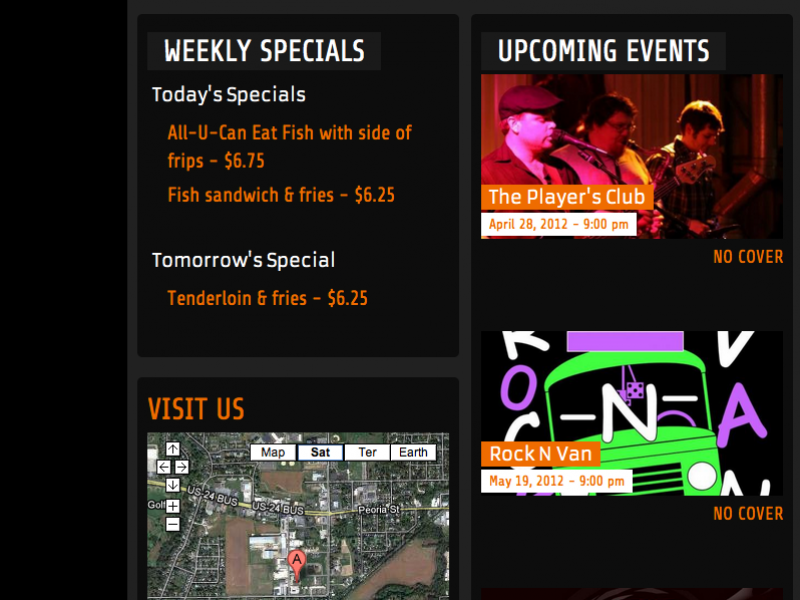 WEEKLY SPECIALS
Today's Specials
All-U-Can Eat Fish with side of
frips - $6.75
Fish sandwich & fries - $6.25
Tomorrow's Special
Tenderloin & fries - $6.25
VISIT US
Map Sat Ter Earth
US-24 BUS US-24 BUS
Golf
Peoria St
A
UPCOMING EVENTS
The Player's Club
April 28, 2012 - 9:00 pm
NO COVER
R V
O
C -N- A
K N
Rock N Van
May 19, 2012 - 9:00 pm
NO COVER